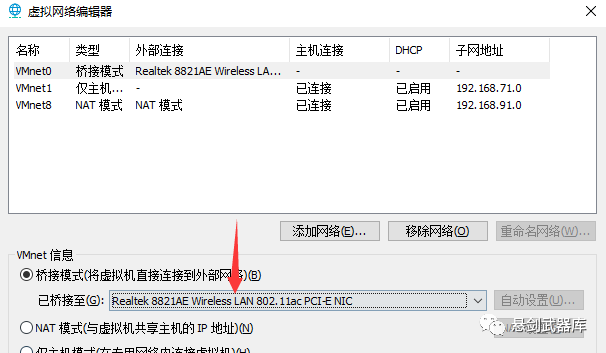 虚拟网络编辑器
名称 类型 外部连接 主机连接 DHCP 子网地址
VMnet0 桥接模式 Realtek 8821AE Wireless LA... - - -
VMnet1 仅主机... - 已连接 已启用 192.168.71.0
VMnet8 NAT 模式 NAT 模式 已连接 已启用 192.168.91.0
添加网络(E)... 移除网络(O) 重命名网络(W)...
VMnet 信息
桥接模式(将虚拟机直接连接到外部网络)(B)
已桥接至(G): Realtek 8821AE Wireless LAN 802.11ac PCI-E NIC 自动设置(U)...
NAT 模式(与虚拟机共享主机的 IP 地址)(N)
悬剑武器库
仅主机模式(在专用网络内连接虚拟机)(H)